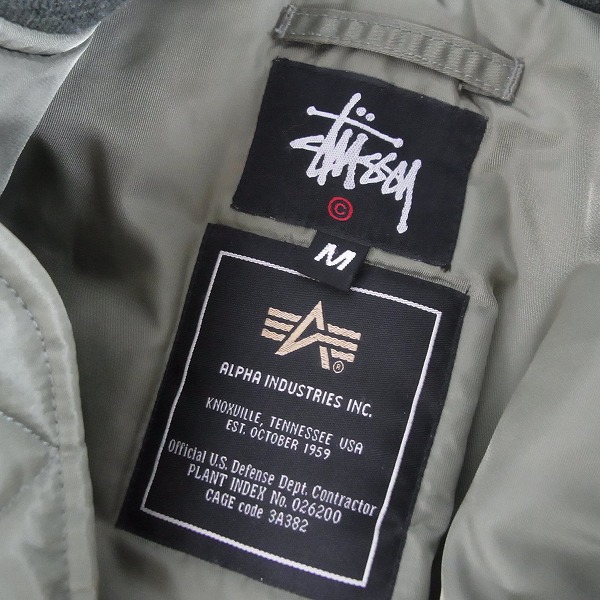 stüssy
©
M
A
®
ALPHA INDUSTRIES INC.
KNOXVILLE, TENNESSEE USA
EST. OCTOBER 1959
Official U.S. Defense Dept. Contractor
PLANT INDEX No. 026200
CAGE code 3A382